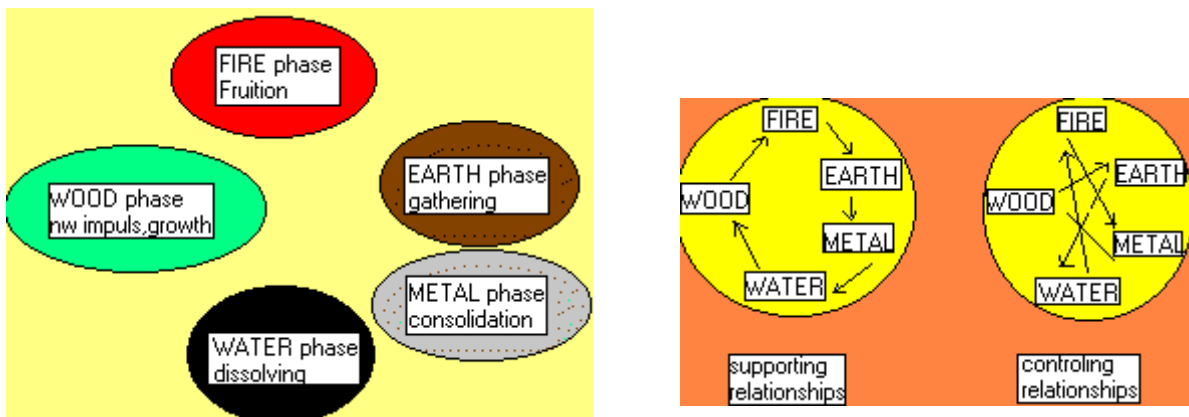 FIRE phase
Fruition
WOOD phase
nw impuls,growth
EARTH phase
gathering
METAL phase
consolidation
WATER phase
dissolving
FIRE
EARTH
WOOD
METAL
WATER
supporting
relationships
FIRE
EARTH
WOOD
METAL
WATER
controling
relationships